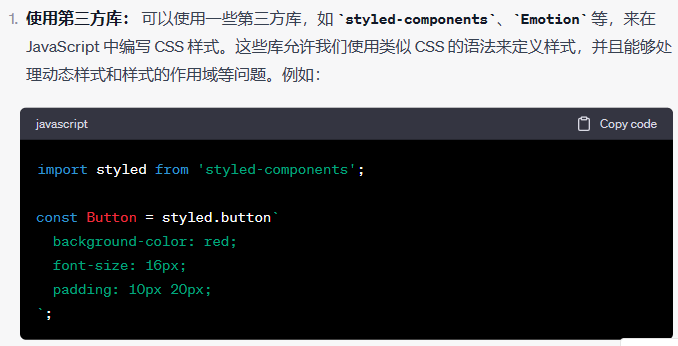 1. 使用第三方库： 可以使用一些第三方库，如 `styled-components`、`Emotion` 等，来在
JavaScript 中编写 CSS 样式。这些库允许我们使用类似 CSS 的语法来定义样式，并且能够处
理动态样式和样式的作用域等问题。例如：
javascript Copy code
import styled from 'styled-components';
const Button = styled.button`
background-color: red;
font-size: 16px;
padding: 10px 20px;
`;